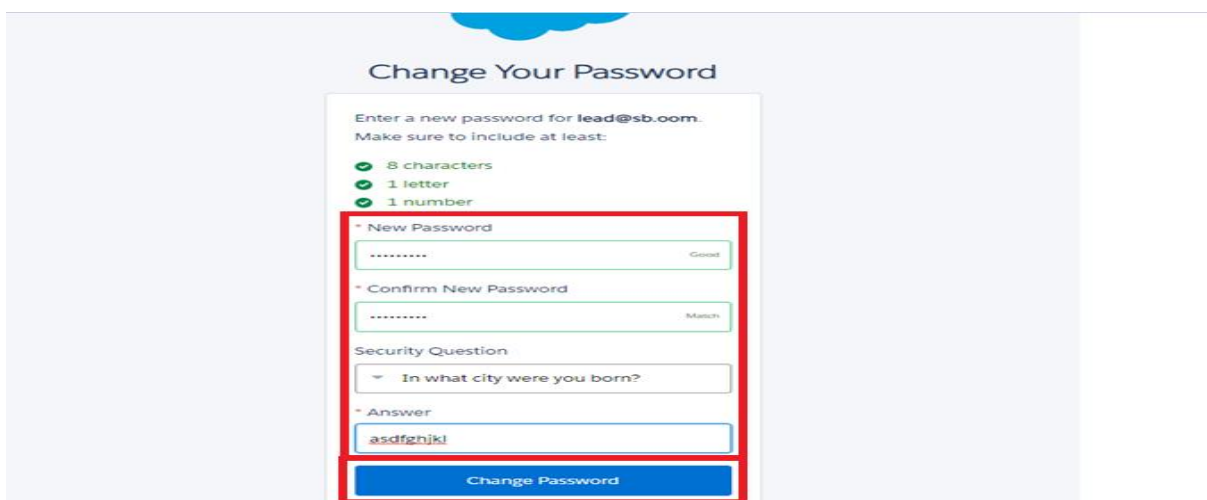 Change Your Password
Enter a new password for lead@sb.oom.
Make sure to include at least:
8 characters
1 letter
1 number
* New Password
Good
* Confirm New Password
Match
Security Question
In what city were you born?
* Answer
asdfghjkl
Change Password